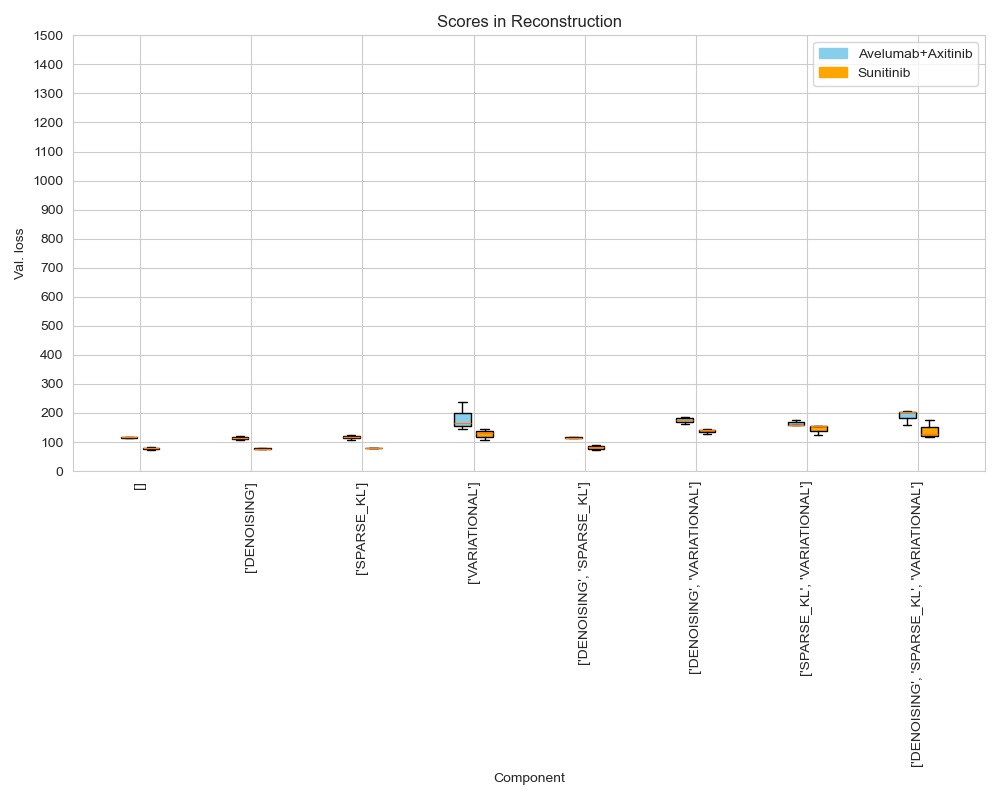 Scores in Reconstruction
1500
1400
1300
1200
1100
1000
900
800
700
600
500
400
300
200
100
0
Val. loss
Avelumab+Axitinib
Sunitinib
[]
['DENOISING']
['SPARSE_KL']
['VARIATIONAL']
['DENOISING', 'SPARSE_KL']
['DENOISING', 'VARIATIONAL']
['SPARSE_KL', 'VARIATIONAL']
['DENOISING', 'SPARSE_KL', 'VARIATIONAL']
Component